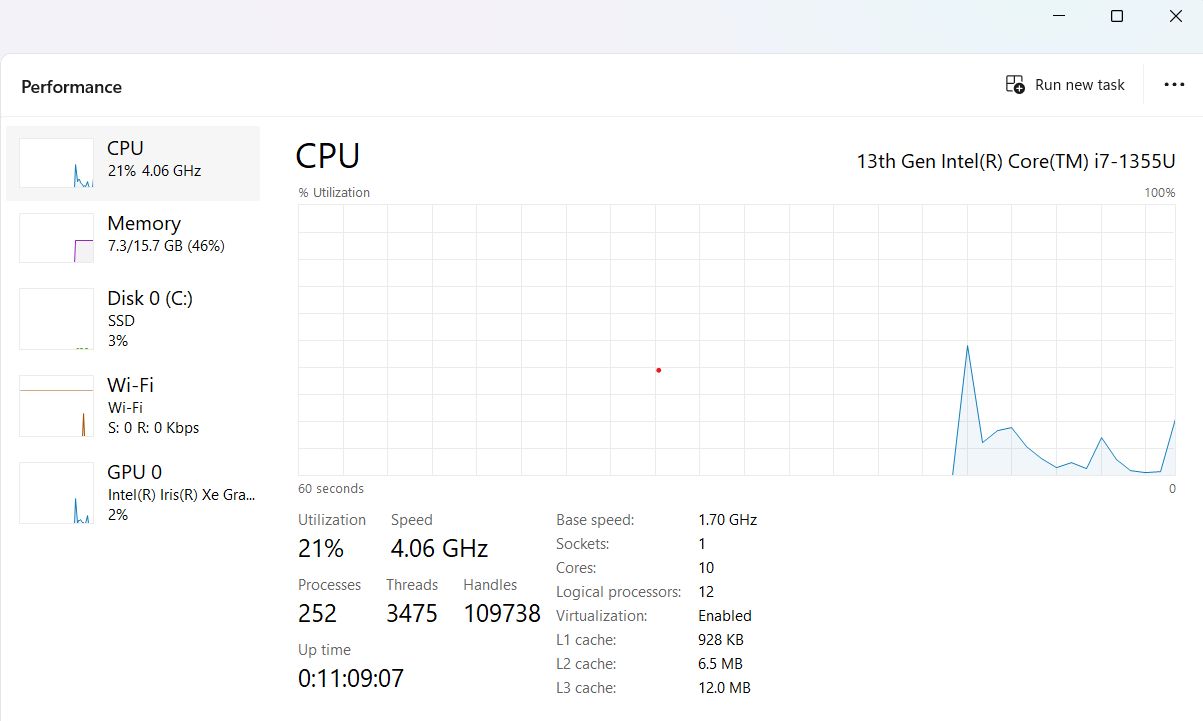 Performance
Run new task
CPU
21% 4.06 GHz
Memory
7.3/15.7 GB (46%)
Disk 0 (C:)
SSD
3%
Wi-Fi
Wi-Fi
S: 0 R: 0 Kbps
GPU 0
Intel(R) Iris(R) Xe Gra...
2%
CPU
13th Gen Intel(R) Core(TM) i7-1355U
% Utilization
100%
60 seconds
0
Utilization
Speed
21%
4.06 GHz
Processes
Threads
Handles
252
3475
109738
Up time
0:11:09:07
Base speed: 1.70 GHz
Sockets: 1
Cores: 10
Logical processors: 12
Virtualization: Enabled
L1 cache: 928 KB
L2 cache: 6.5 MB
L3 cache: 12.0 MB